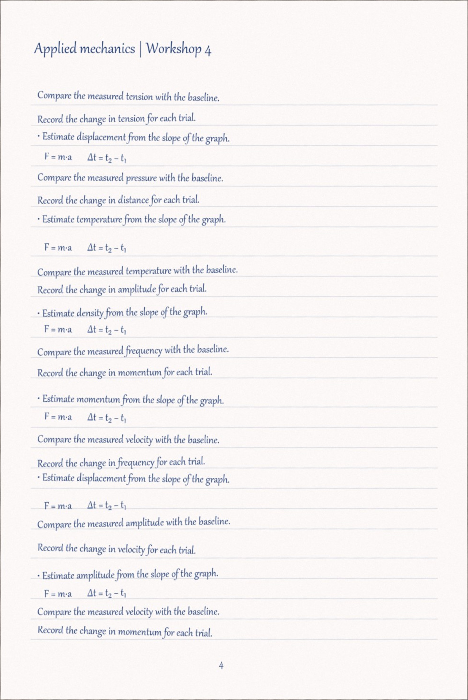 Applied mechanics | Workshop 4
Compare the measured tension with the baseline.
Record the change in tension for each trial.
• Estimate displacement from the slope of the graph.
F = m·a Δt = t₂ − t₁
Compare the measured pressure with the baseline.
Record the change in distance for each trial.
• Estimate temperature from the slope of the graph.
F = m·a Δt = t₂ − t₁
Compare the measured temperature with the baseline.
Record the change in amplitude for each trial.
• Estimate density from the slope of the graph.
F = m·a Δt = t₂ − t₁
Compare the measured frequency with the baseline.
Record the change in momentum for each trial.
• Estimate momentum from the slope of the graph.
F = m·a Δt = t₂ − t₁
Compare the measured velocity with the baseline.
Record the change in frequency for each trial.
• Estimate displacement from the slope of the graph.
F = m·a Δt = t₂ − t₁
Compare the measured amplitude with the baseline.
Record the change in velocity for each trial.
• Estimate amplitude from the slope of the graph.
F = m·a Δt = t₂ − t₁
Compare the measured velocity with the baseline.
Record the change in momentum for each trial.
4